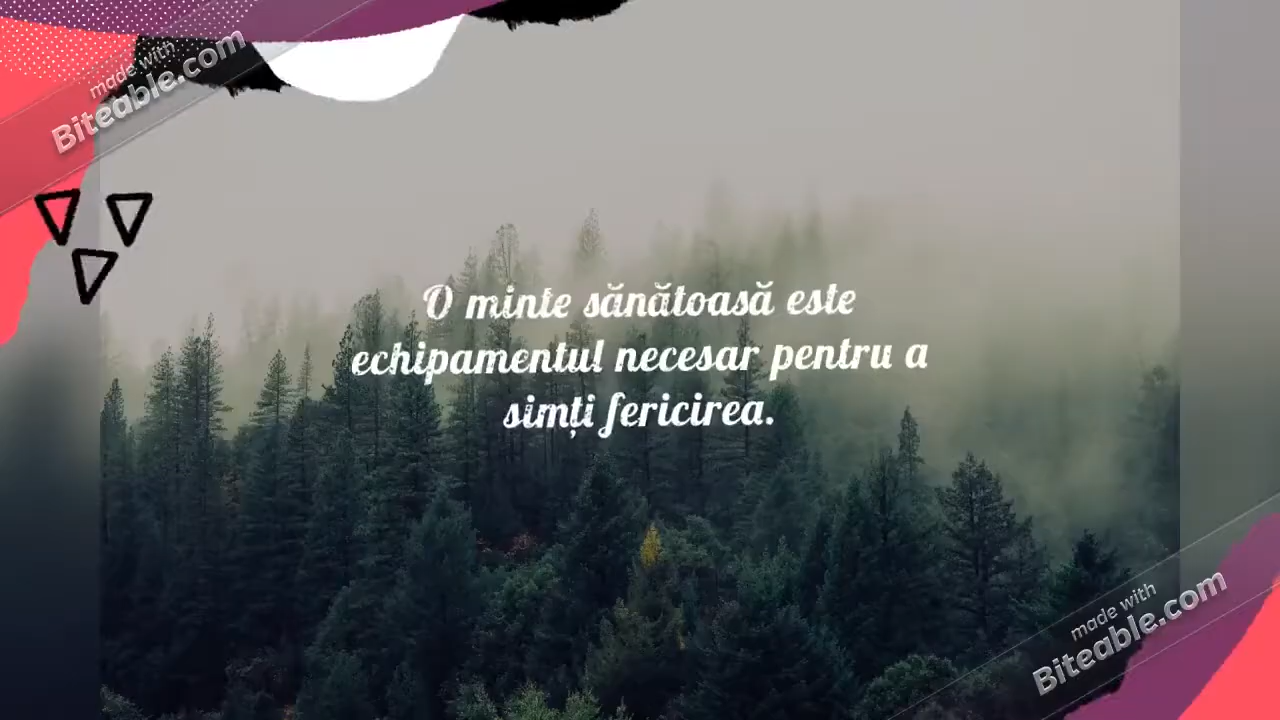 made with
Biteable.com
O minte sănătoasă este
echipamentul necesar pentru a
simți fericirea.
made with
Biteable.com